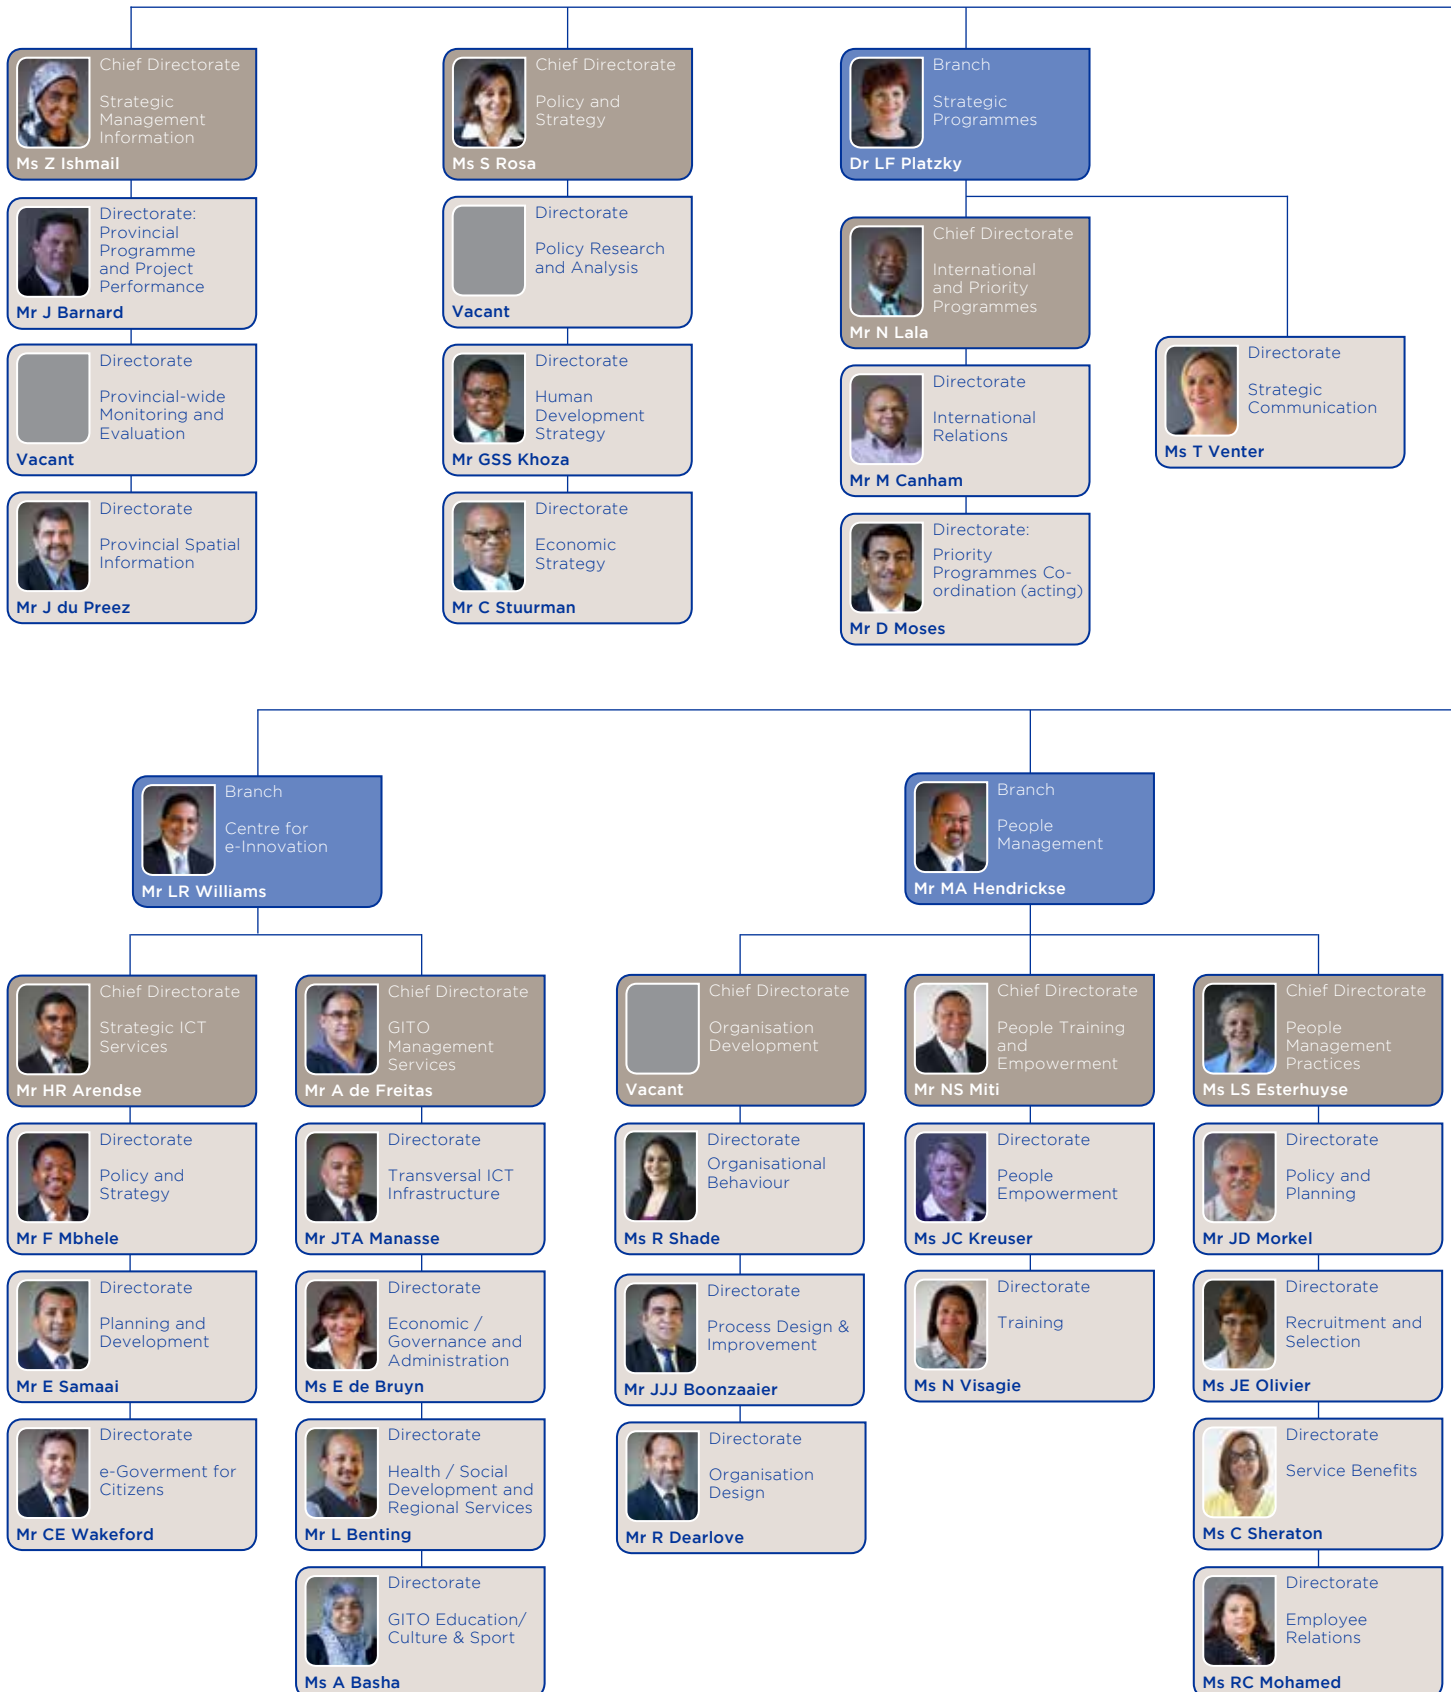 Chief Directorate
Strategic
Management
Information
Ms Z Ishmail
Directorate:
Provincial
Programme
and Project
Performance
Mr J Barnard
Directorate
Provincial-wide
Monitoring and
Evaluation
Vacant
Directorate
Provincial Spatial
Information
Mr J du Preez
Chief Directorate
Policy and
Strategy
Ms S Rosa
Directorate
Policy Research
and Analysis
Vacant
Directorate
Human
Development
Strategy
Mr GSS Khoza
Directorate
Economic
Strategy
Mr C Stuurman
Branch
Strategic
Programmes
Dr LF Platzky
Chief Directorate
International
and Priority
Programmes
Mr N Lala
Directorate
International
Relations
Mr M Canham
Directorate:
Priority
Programmes Co-
ordination (acting)
Mr D Moses
Directorate
Strategic
Communication
Ms T Venter
Branch
Centre for
e-Innovation
Mr LR Williams
Chief Directorate
Strategic ICT
Services
Mr HR Arendse
Directorate
Policy and
Strategy
Mr F Mbhele
Directorate
Planning and
Development
Mr E Samaai
Directorate
e-Goverment for
Citizens
Mr CE Wakeford
Chief Directorate
GITO
Management
Services
Mr A de Freitas
Directorate
Transversal ICT
Infrastructure
Mr JTA Manasse
Directorate
Economic /
Governance and
Administration
Ms E de Bruyn
Directorate
Health / Social
Development and
Regional Services
Mr L Benting
Directorate
GITO Education/
Culture & Sport
Ms A Basha
Branch
People
Management
Mr MA Hendrickse
Chief Directorate
Organisation
Development
Vacant
Directorate
Organisational
Behaviour
Ms R Shade
Directorate
Process Design &
Improvement
Mr JJJ Boonzaaier
Directorate
Organisation
Design
Mr R Dearlove
Chief Directorate
People Training
and
Empowerment
Mr NS Miti
Directorate
People
Empowerment
Ms JC Kreuser
Directorate
Training
Ms N Visagie
Chief Directorate
People
Management
Practices
Ms LS Esterhuyse
Directorate
Policy and
Planning
Mr JD Morkel
Directorate
Recruitment and
Selection
Ms JE Olivier
Directorate
Service Benefits
Ms C Sheraton
Directorate
Employee
Relations
Ms RC Mohamed